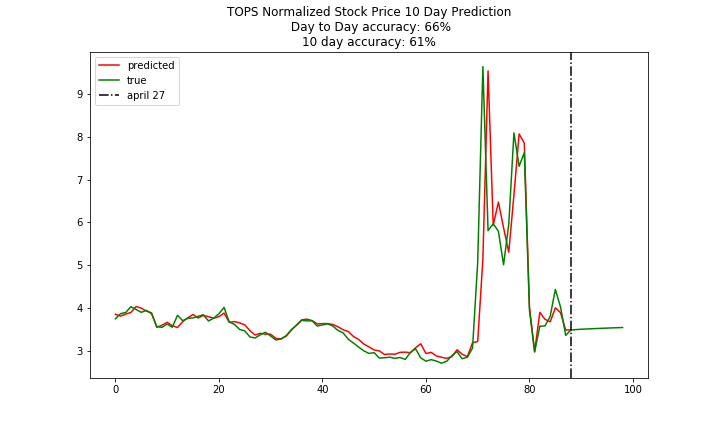 TOPS Normalized Stock Price 10 Day Prediction
Day to Day accuracy: 66%
10 day accuracy: 61%
predicted
true
april 27
9
8
7
6
5
4
3
0 20 40 60 80 100